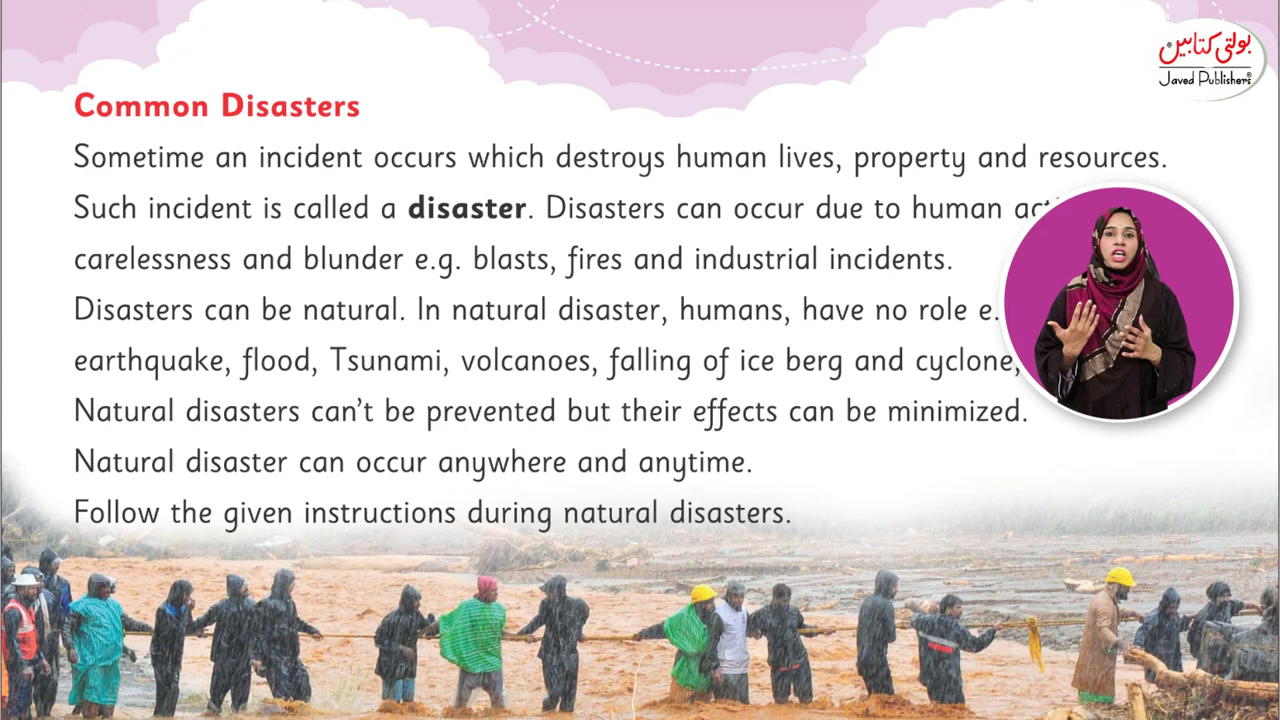 بولتی کتابیں
Javed Publishers®
Common Disasters
Sometime an incident occurs which destroys human lives, property and resources.
Such incident is called a disaster. Disasters can occur due to human
carelessness and blunder e.g. blasts, fires and industrial incidents.
Disasters can be natural. In natural disaster, humans, have no role
earthquake, flood, Tsunami, volcanoes, falling of ice berg and cyclone,
Natural disasters can't be prevented but their effects can be minimized.
Natural disaster can occur anywhere and anytime.
Follow the given instructions during natural disasters.